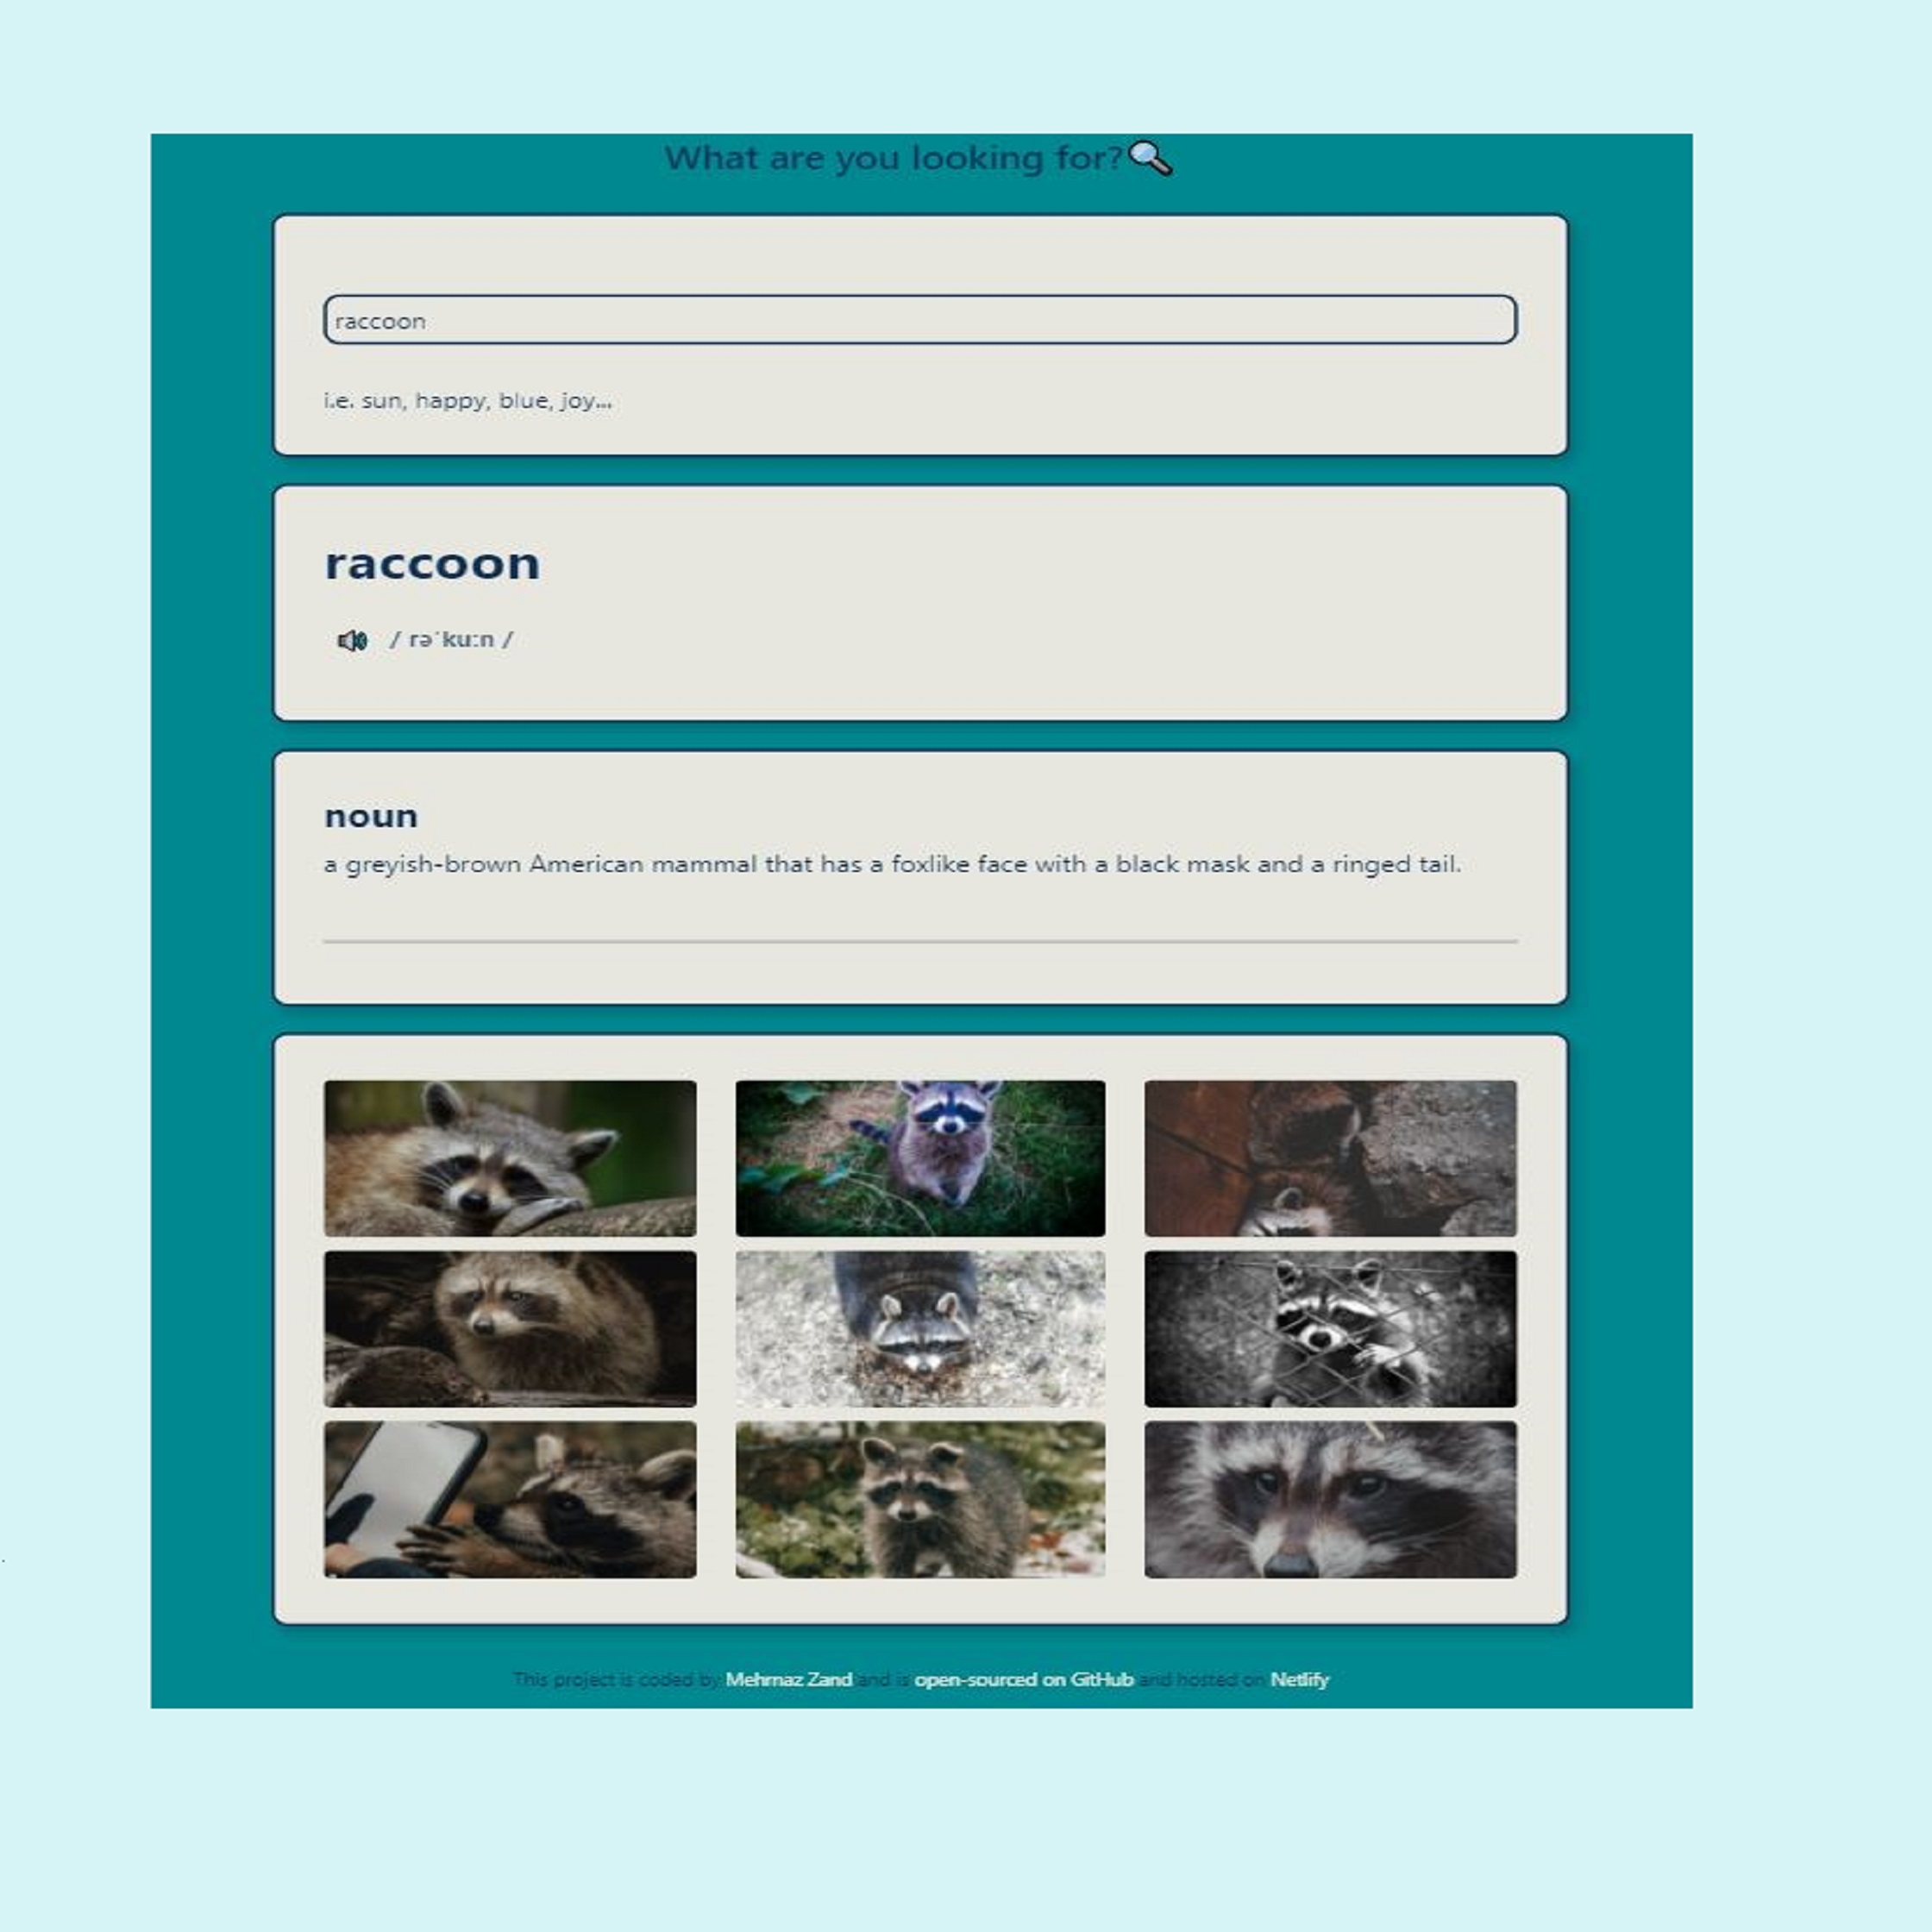 What are you looking for?
raccoon
i.e. sun, happy, blue, joy...
raccoon
/ rəˈkuːn /
noun
a greyish-brown American mammal that has a foxlike face with a black mask and a ringed tail.
This project is coded by Mehrnaz Zand and is open-sourced on GitHub and hosted on Netlify